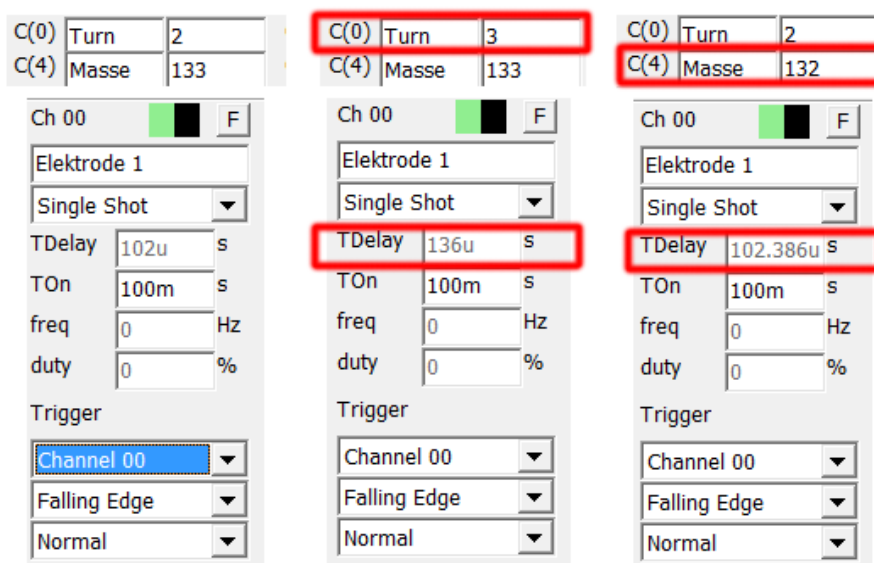 C(0) Turn 2
C(4) Masse 133
Ch 00 F
Elektrode 1
Single Shot
TDelay 102u s
TOn 100m s
freq 0 Hz
duty 0 %
Trigger
Channel 00
Falling Edge
Normal
C(0) Turn 3
C(4) Masse 133
Ch 00 F
Elektrode 1
Single Shot
TDelay 136u s
TOn 100m s
freq 0 Hz
duty 0 %
Trigger
Channel 00
Falling Edge
Normal
C(0) Turn 2
C(4) Masse 132
Ch 00 F
Elektrode 1
Single Shot
TDelay 102.386u s
TOn 100m s
freq 0 Hz
duty 0 %
Trigger
Channel 00
Falling Edge
Normal